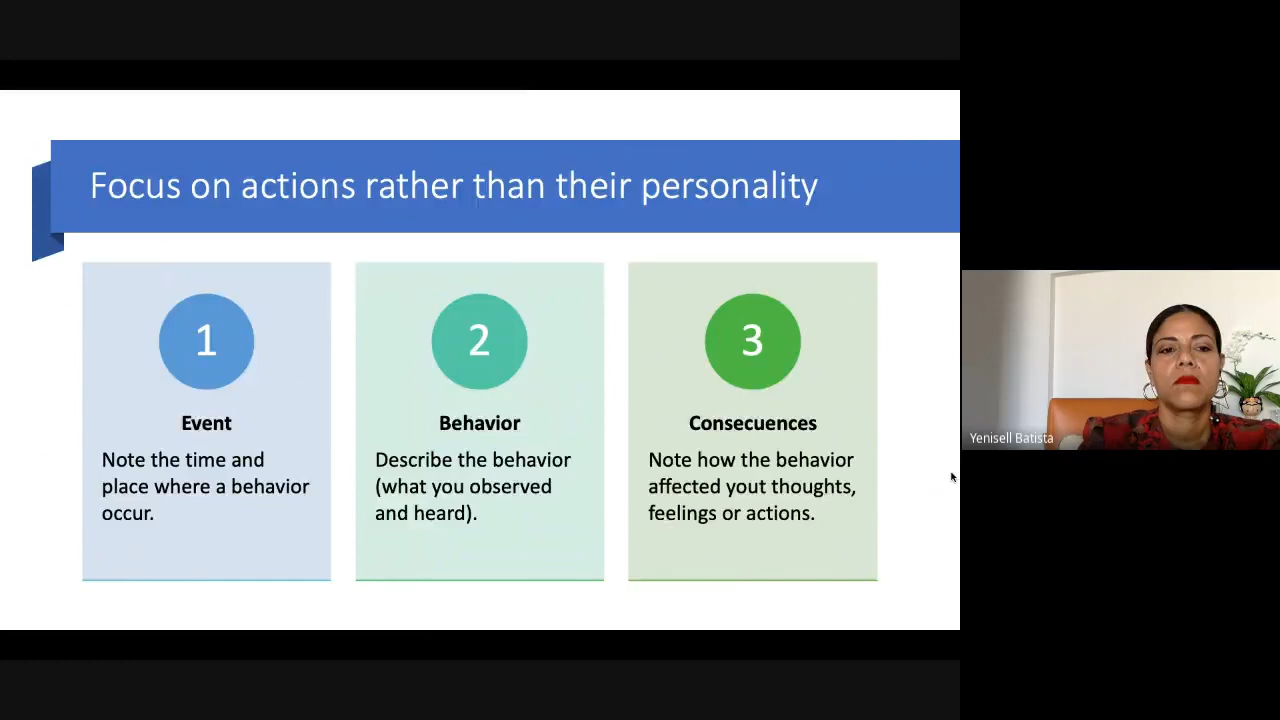 Focus on actions rather than their personality
1
Event
Note the time and
place where a behavior
occur.
2
Behavior
Describe the behavior
(what you observed
and heard).
3
Consecuences
Note how the behavior
affected yout thoughts,
feelings or actions.
Yenisell Batista